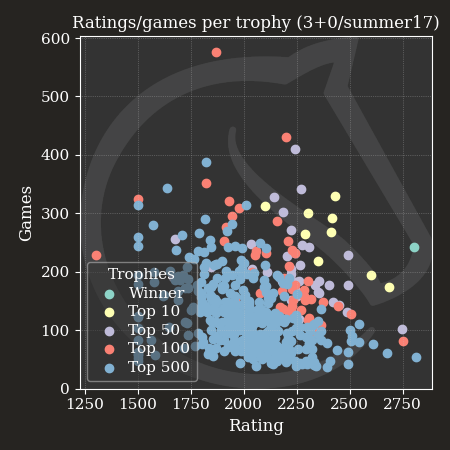 Ratings/games per trophy (3+0/summer17)
600
500
400
300
200
100
0
Games
Trophies
Winner
Top 10
Top 50
Top 100
Top 500
1250 1500 1750 2000 2250 2500 2750
Rating